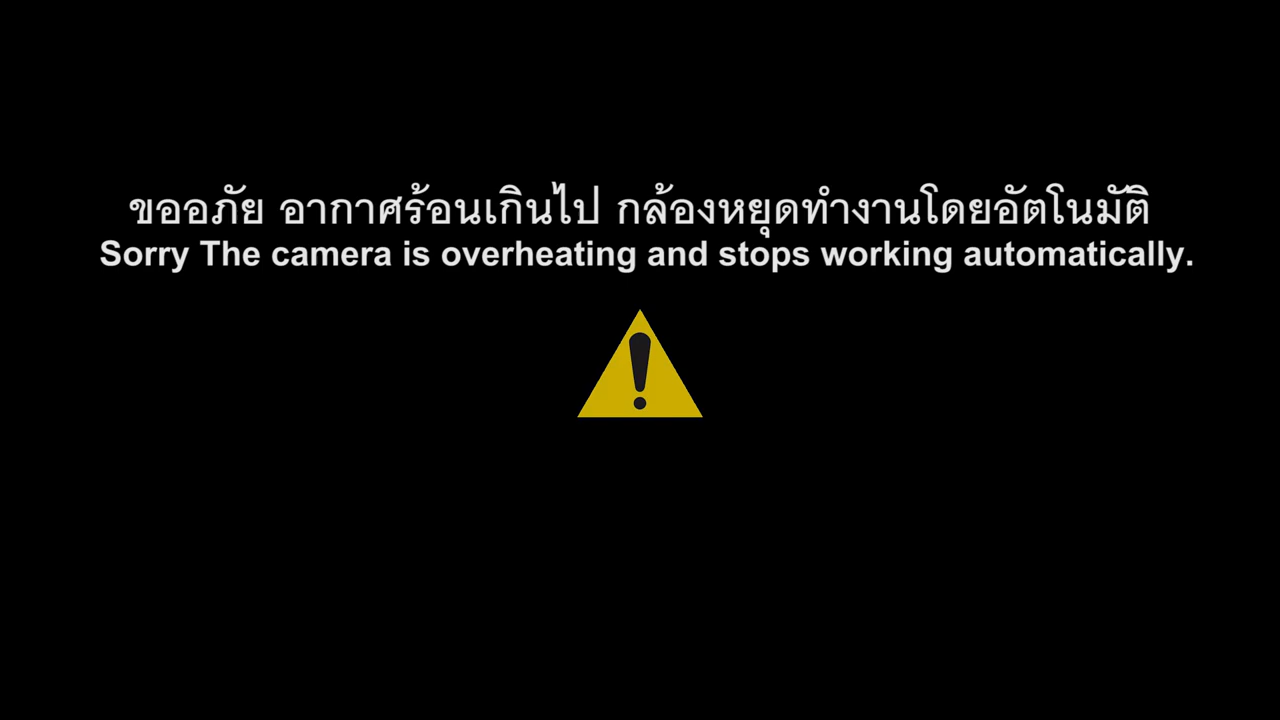 ขออภัย อากาศร้อนเกินไป กล้องหยุดทำงานโดยอัตโนมัติ
Sorry The camera is overheating and stops working automatically.